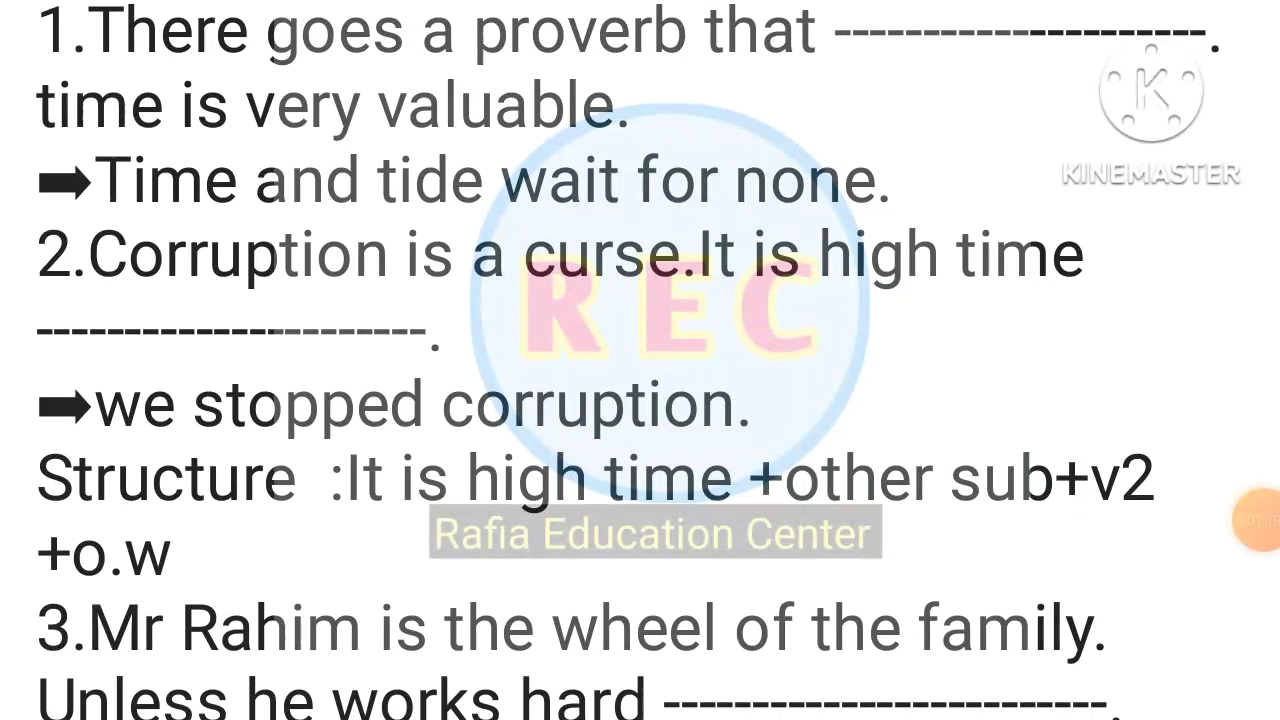 1.There goes a proverb that --------------------.
time is very valuable.
➡Time and tide wait for none.
2.Corruption is a curse.It is high time
---------------------.
➡we stopped corruption.
Structure :It is high time +other sub+v2
+o.w
3.Mr Rahim is the wheel of the family.
Unless he works hard ------------------------.
K
KINEMASTER
REC
Rafia Education Center